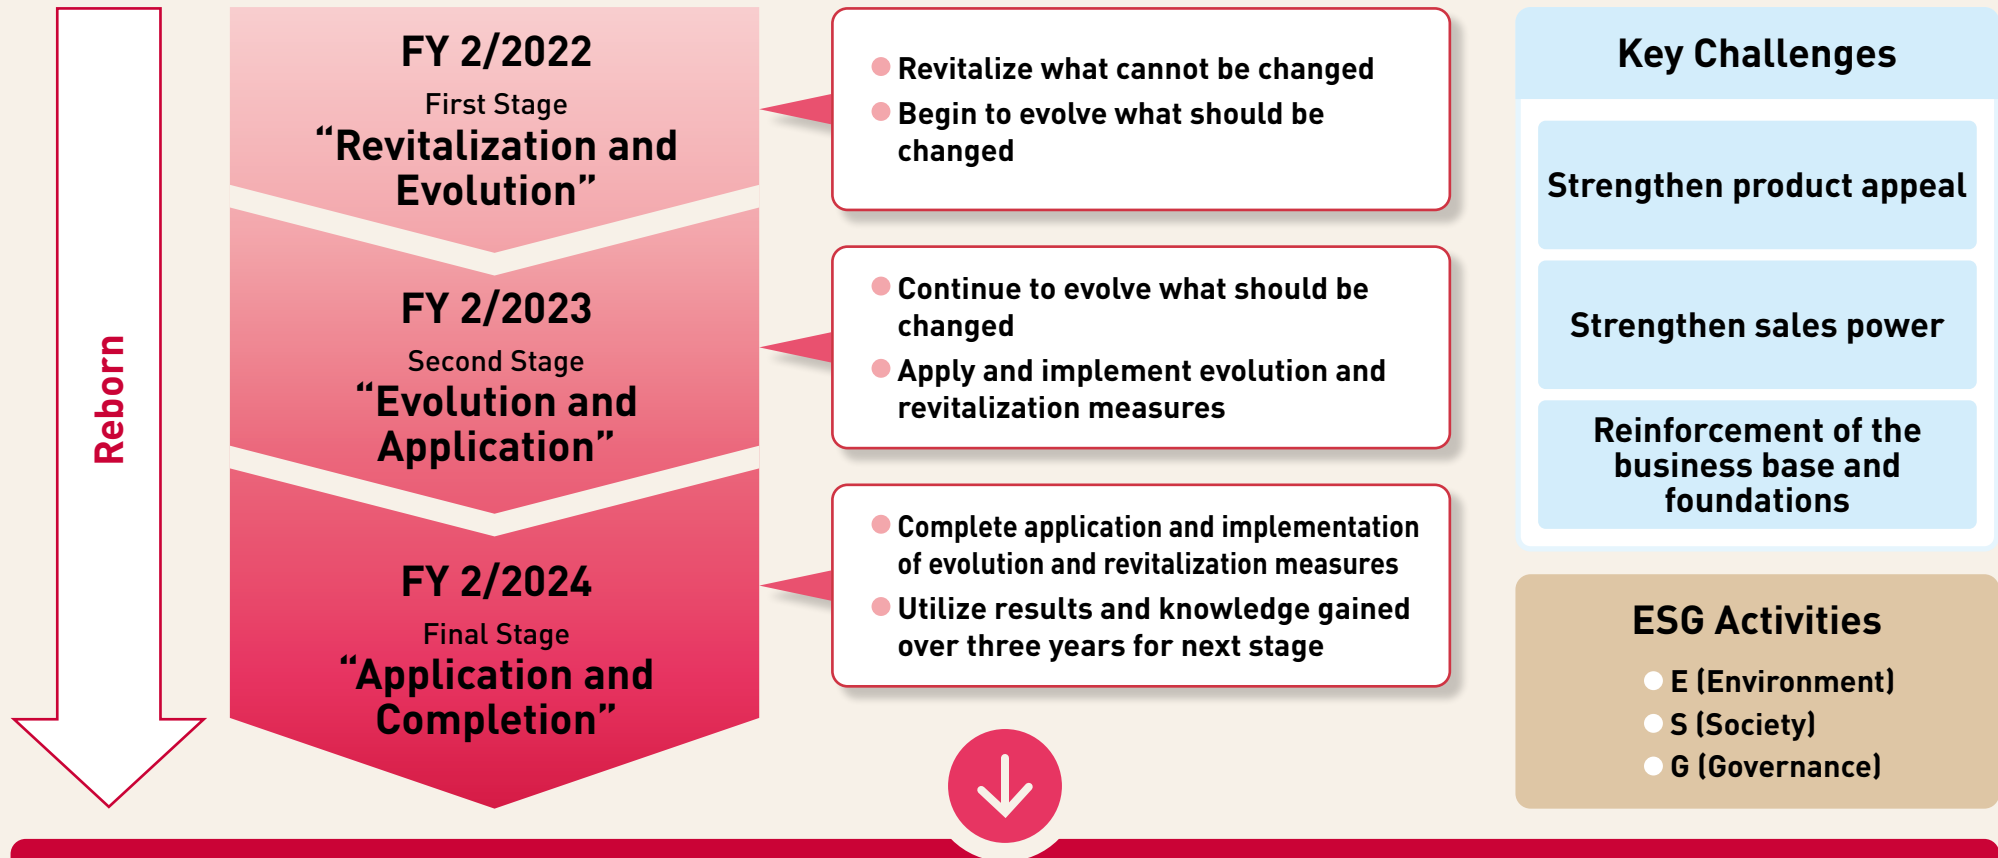 Reborn
FY 2/2022
First Stage
“Revitalization and
Evolution”
● Revitalize what cannot be changed
● Begin to evolve what should be
changed
FY 2/2023
Second Stage
“Evolution and
Application”
● Continue to evolve what should be
changed
● Apply and implement evolution and
revitalization measures
FY 2/2024
Final Stage
“Application and
Completion”
● Complete application and implementation
of evolution and revitalization measures
● Utilize results and knowledge gained
over three years for next stage
Key Challenges
Strengthen product appeal
Strengthen sales power
Reinforcement of the
business base and
foundations
ESG Activities
● E (Environment)
● S (Society)
● G (Governance)